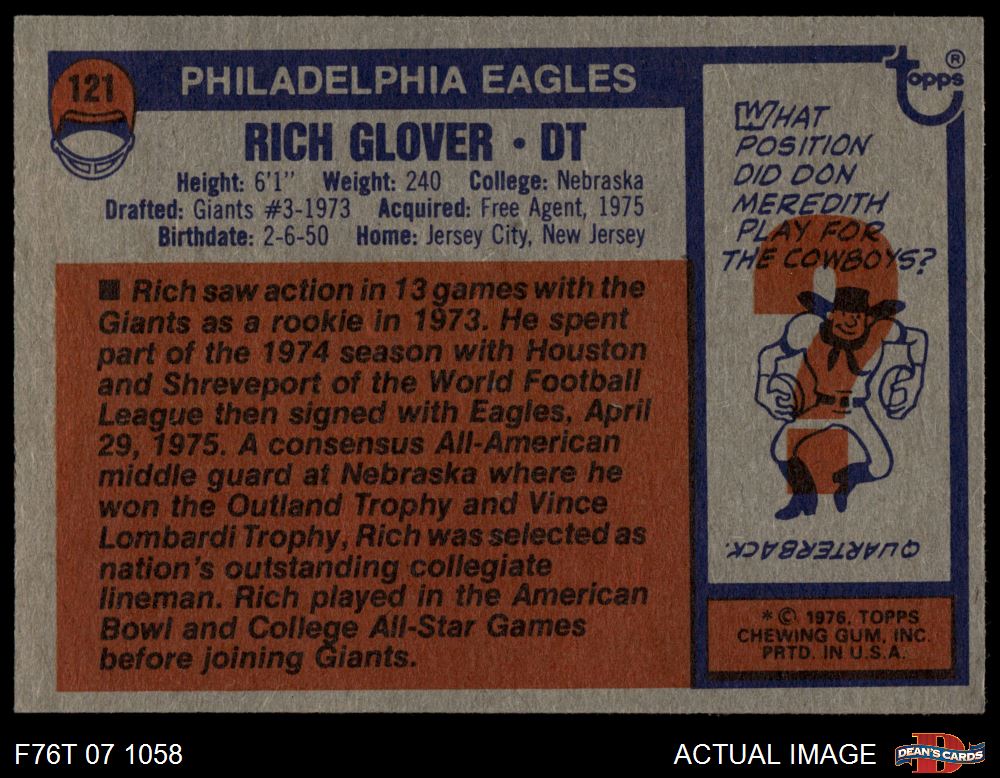 121
PHILADELPHIA EAGLES
RICH GLOVER • DT
Height: 6'1" Weight: 240 College: Nebraska
Drafted: Giants #3-1973 Acquired: Free Agent, 1975
Birthdate: 2-6-50 Home: Jersey City, New Jersey
■ Rich saw action in 13 games with the
Giants as a rookie in 1973. He spent
part of the 1974 season with Houston
and Shreveport of the World Football
League then signed with Eagles, April
29, 1975. A consensus All-American
middle guard at Nebraska where he
won the Outland Trophy and Vince
Lombardi Trophy, Rich was selected as
nation's outstanding collegiate
lineman. Rich played in the American
Bowl and College All-Star Games
before joining Giants.
topps®
WHAT
POSITION
DID DON
MEREDITH
PLAY FOR
THE COWBOYS?
?
QUARTERBACK.
* © 1976, TOPPS
CHEWING GUM, INC.
PRTD. IN U.S.A.
F76T 07 1058
ACTUAL IMAGE
DEAN'S CARDS